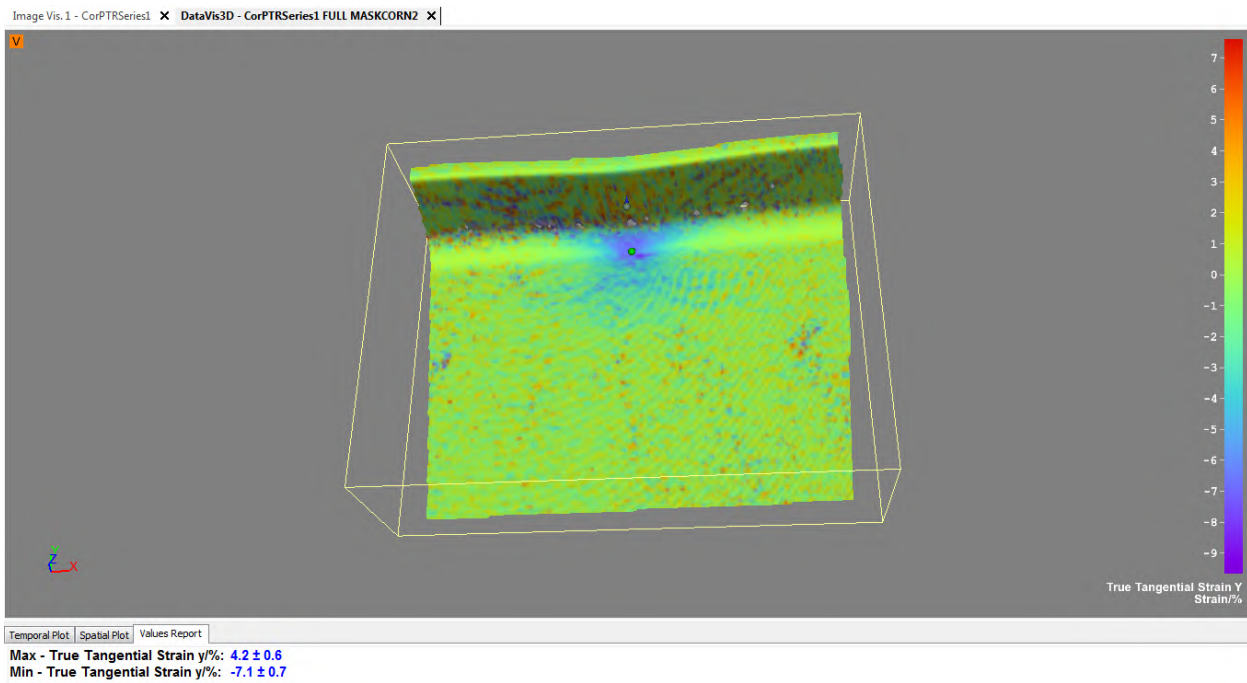 Image Vis. 1 - CorPTRSeries1 DataVis3D - CorPTRSeries1 FULL MASKCORN2
V
7
6
5
4
3
2
1
0
-1
-2
-3
-4
-5
-6
-7
-8
-9
Y
Z
X
True Tangential Strain Y
Strain/%
Temporal Plot Spatial Plot Values Report
Max - True Tangential Strain y/%: 4.2 ± 0.6
Min - True Tangential Strain y/%: -7.1 ± 0.7